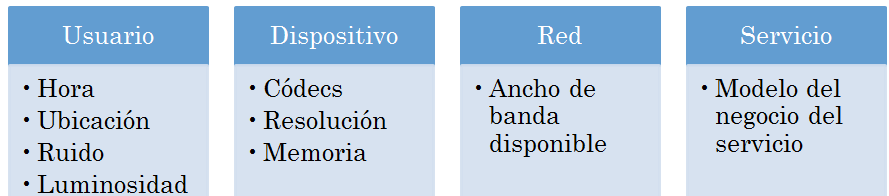 Usuario
• Hora
• Ubicación
• Ruido
• Luminosidad
Dispositivo
• Códecs
• Resolución
• Memoria
Red
• Ancho de
banda
disponible
Servicio
• Modelo del
negocio del
servicio